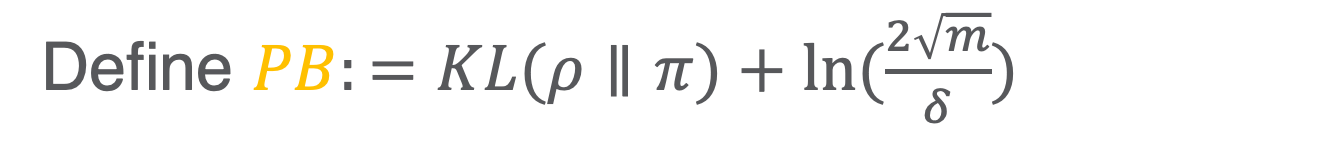 Define PB: = KL(ρ ∥ π) + ln(2√m/δ)